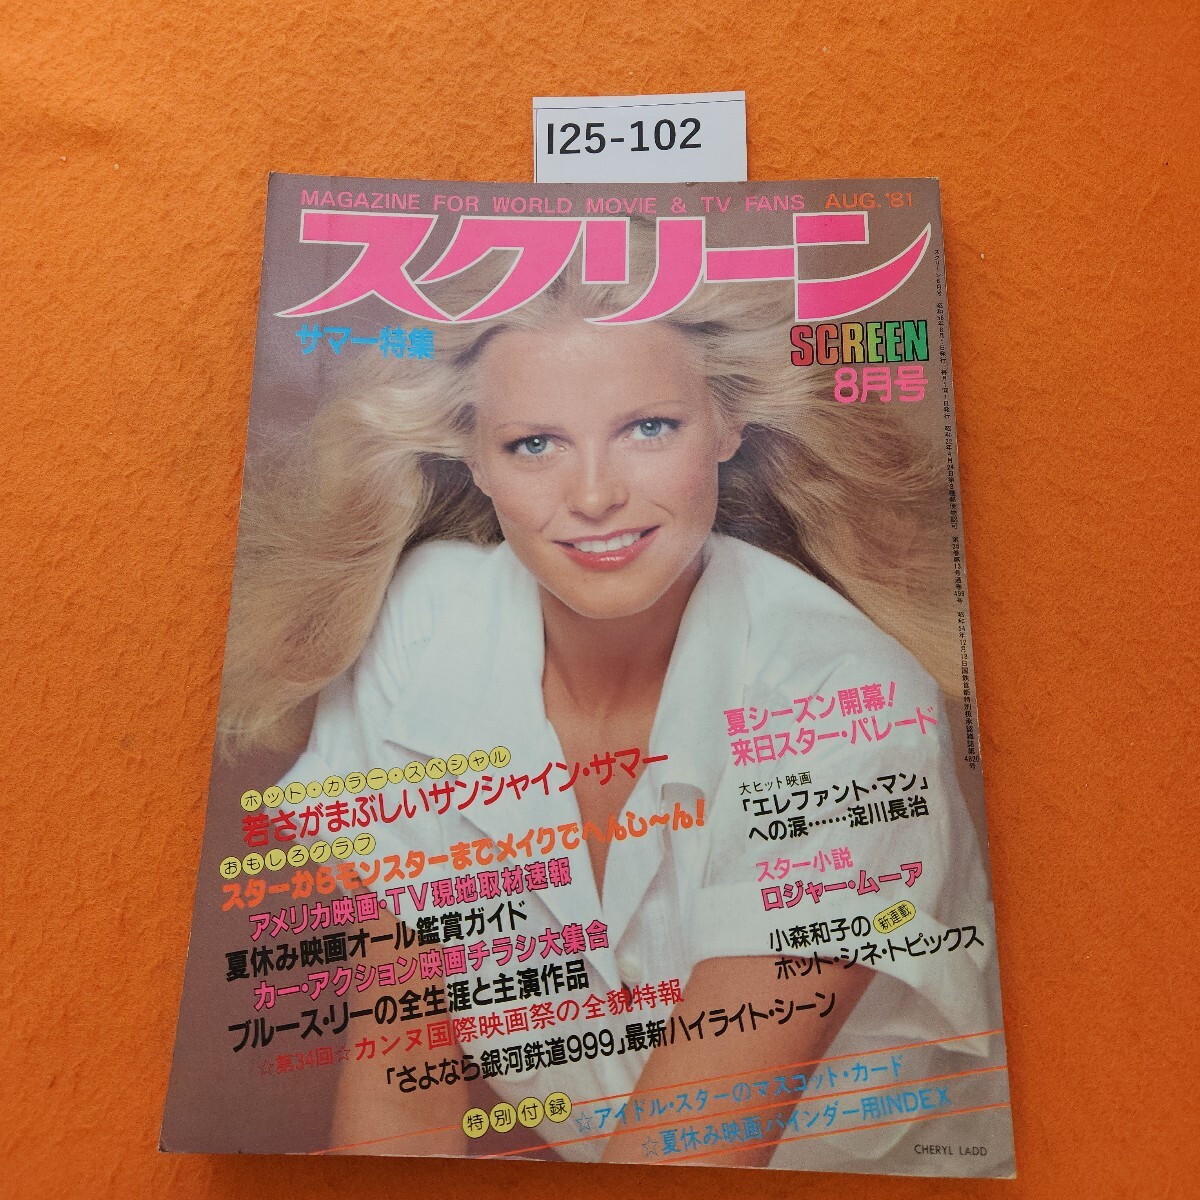 I25-102
MAGAZINE FOR WORLD MOVIE & TV FANS AUG.'81
スクリーン
サマー特集
SCREEN
8月号
夏シーズン開幕!
来日スター・パレード
大ヒット映画
「エレファント・マン」
への涙……淀川長治
スター小説
ロジャー・ムーア
小森和子の新連載
ホット・シネ・トピックス
ホット・カラー・スペシャル
若さがまぶしいサンシャイン・サマー
おもしろグラフ
スターからモンスターまでメイクでへんし〜ん!
アメリカ映画・TV現地取材速報
夏休み映画オール鑑賞ガイド
カー・アクション映画チラシ大集合
ブルース・リーの全生涯と主演作品
☆第34回☆カンヌ国際映画祭の全貌特報
「さよなら銀河鉄道999」最新ハイライト・シーン
特別付録
☆アイドル・スターのマスコット・カード
☆夏休み映画バインダー用INDEX
CHERYL LADD